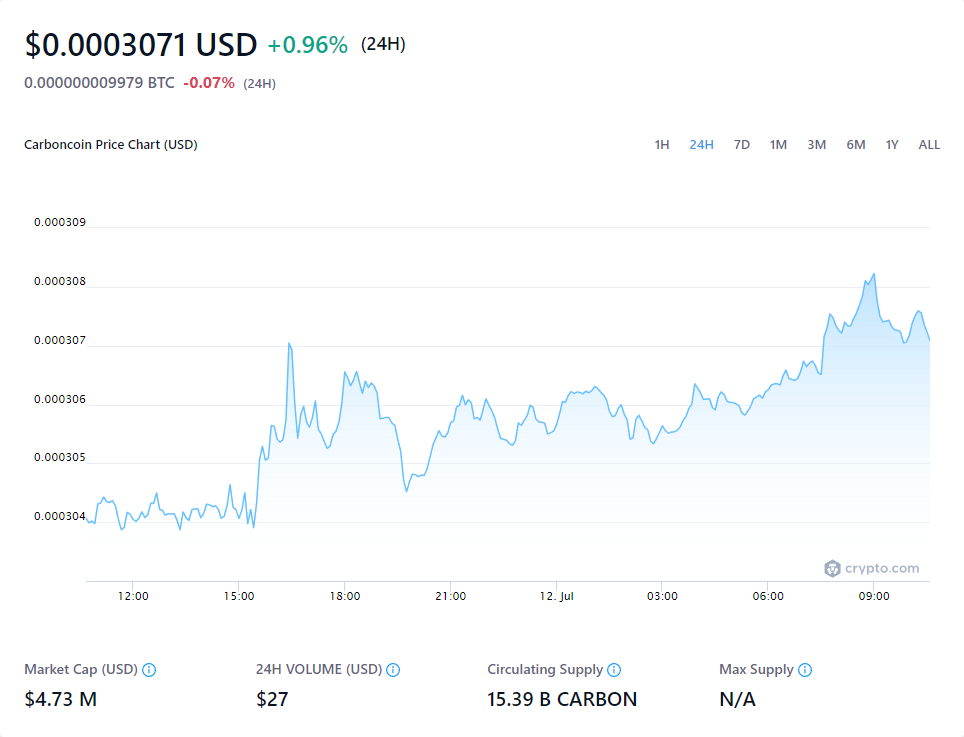 $0.0003071 USD +0.96% (24H)
0.000000009979 BTC -0.07% (24H)
Carboncoin Price Chart (USD) 1H 24H 7D 1M 3M 6M 1Y ALL
0.000309
0.000308
0.000307
0.000306
0.000305
0.000304
crypto.com
12:00 15:00 18:00 21:00 12. Jul 03:00 06:00 09:00
Market Cap (USD) 24H VOLUME (USD) Circulating Supply Max Supply
$4.73 M $27 15.39 B CARBON N/A